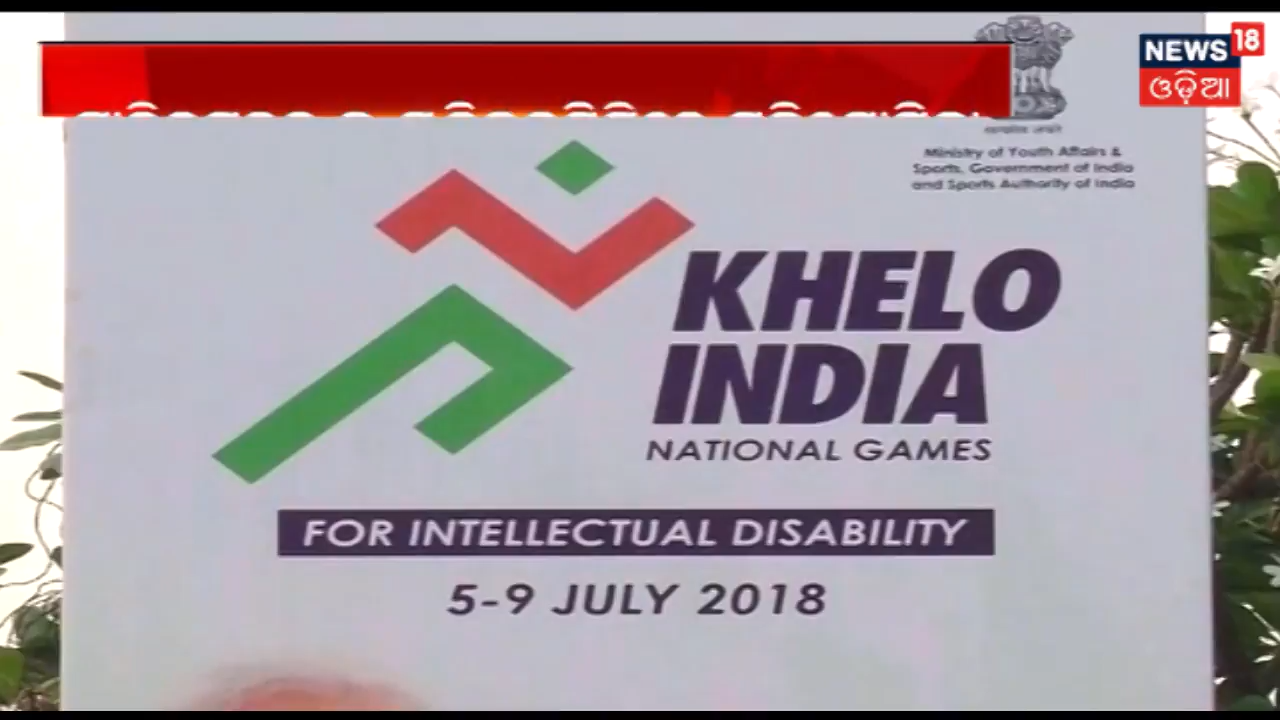 NEWS 18
ଓଡ଼ିଆ
Ministry of Youth Affairs &
Sports, Government of India
and Sports Authority of India
KHELO
INDIA
NATIONAL GAMES
FOR INTELLECTUAL DISABILITY
5-9 JULY 2018